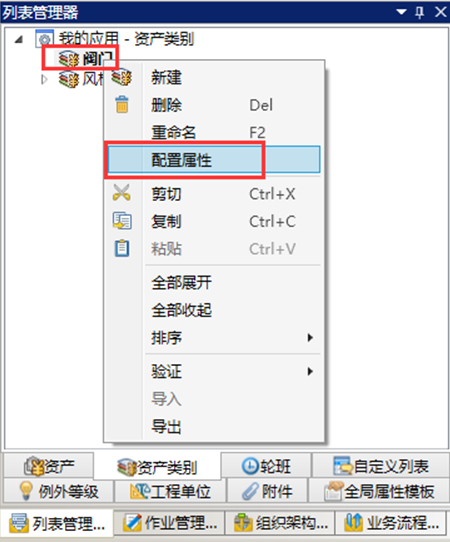 列表管理器
我的应用 - 资产类别
阀门
风机
新建
删除 Del
重命名 F2
配置属性
剪切 Ctrl+X
复制 Ctrl+C
粘贴 Ctrl+V
全部展开
全部收起
排序
验证
导入
导出
资产 资产类别 轮班 自定义列表
例外等级 工程单位 附件 全局属性模板
列表管理... 作业管理... 组织架构... 业务流程...